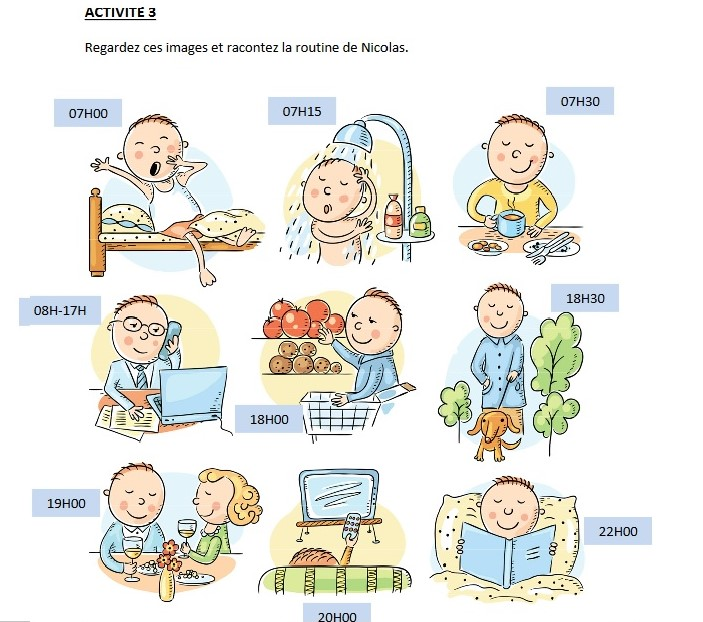 ACTIVITE 3
Regardez ces images et racontez la routine de Nicolas.
07H00
07H15
07H30
08H-17H
18H00
18H30
19H00
20H00
22H00